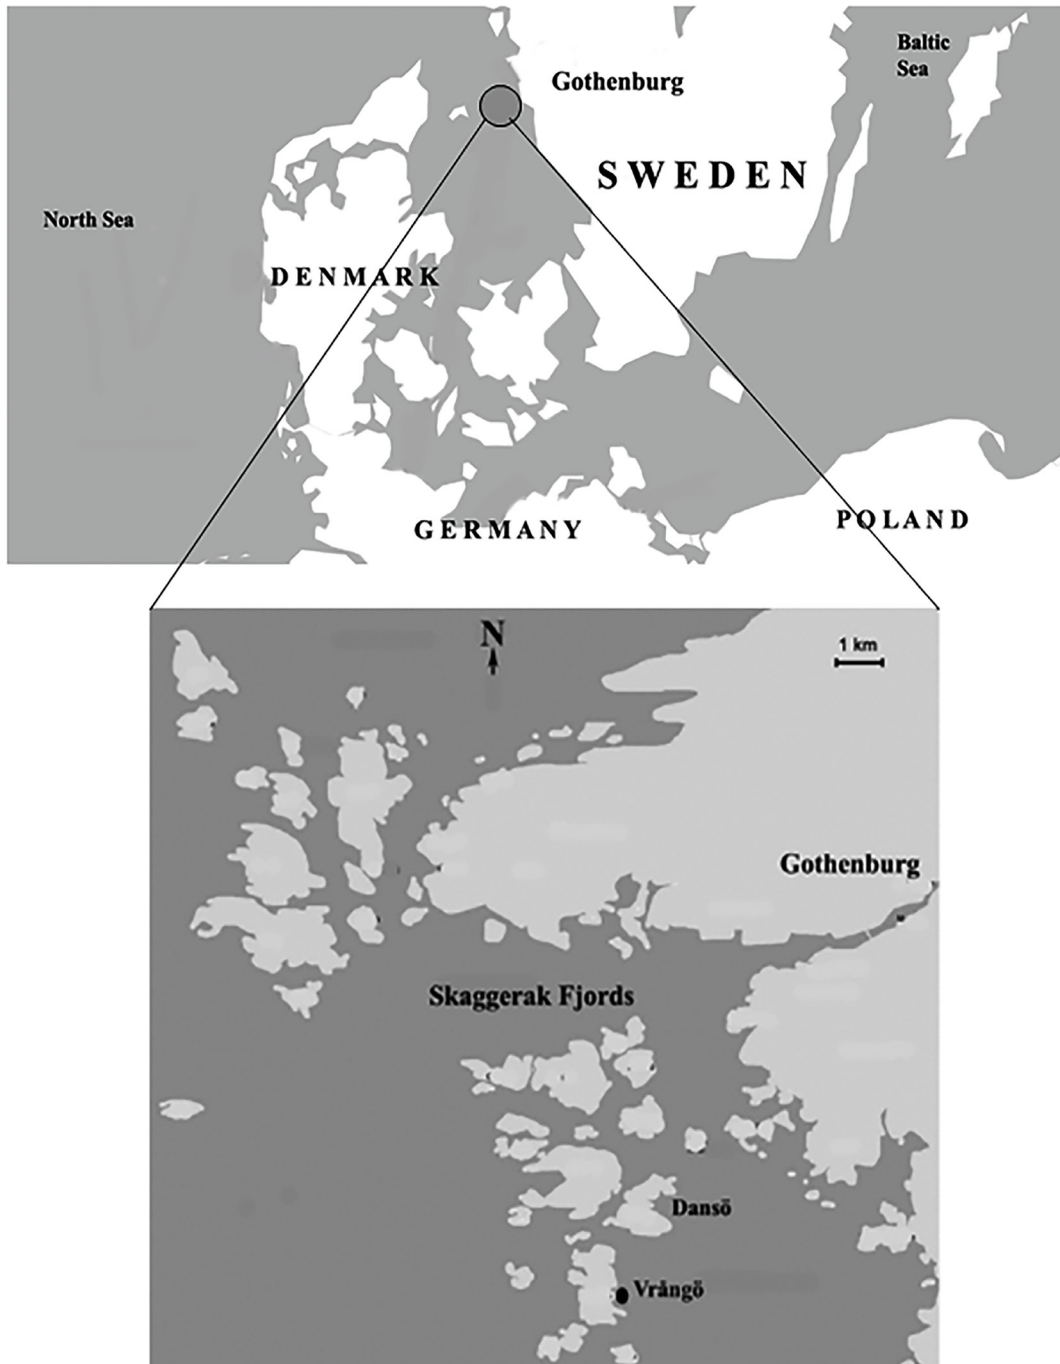 Baltic
Sea
Gothenburg
SWEDEN
North Sea
DENMARK
GERMANY
POLAND
N
1 km
Gothenburg
Skaggerak Fjords
Dansö
Vrångö